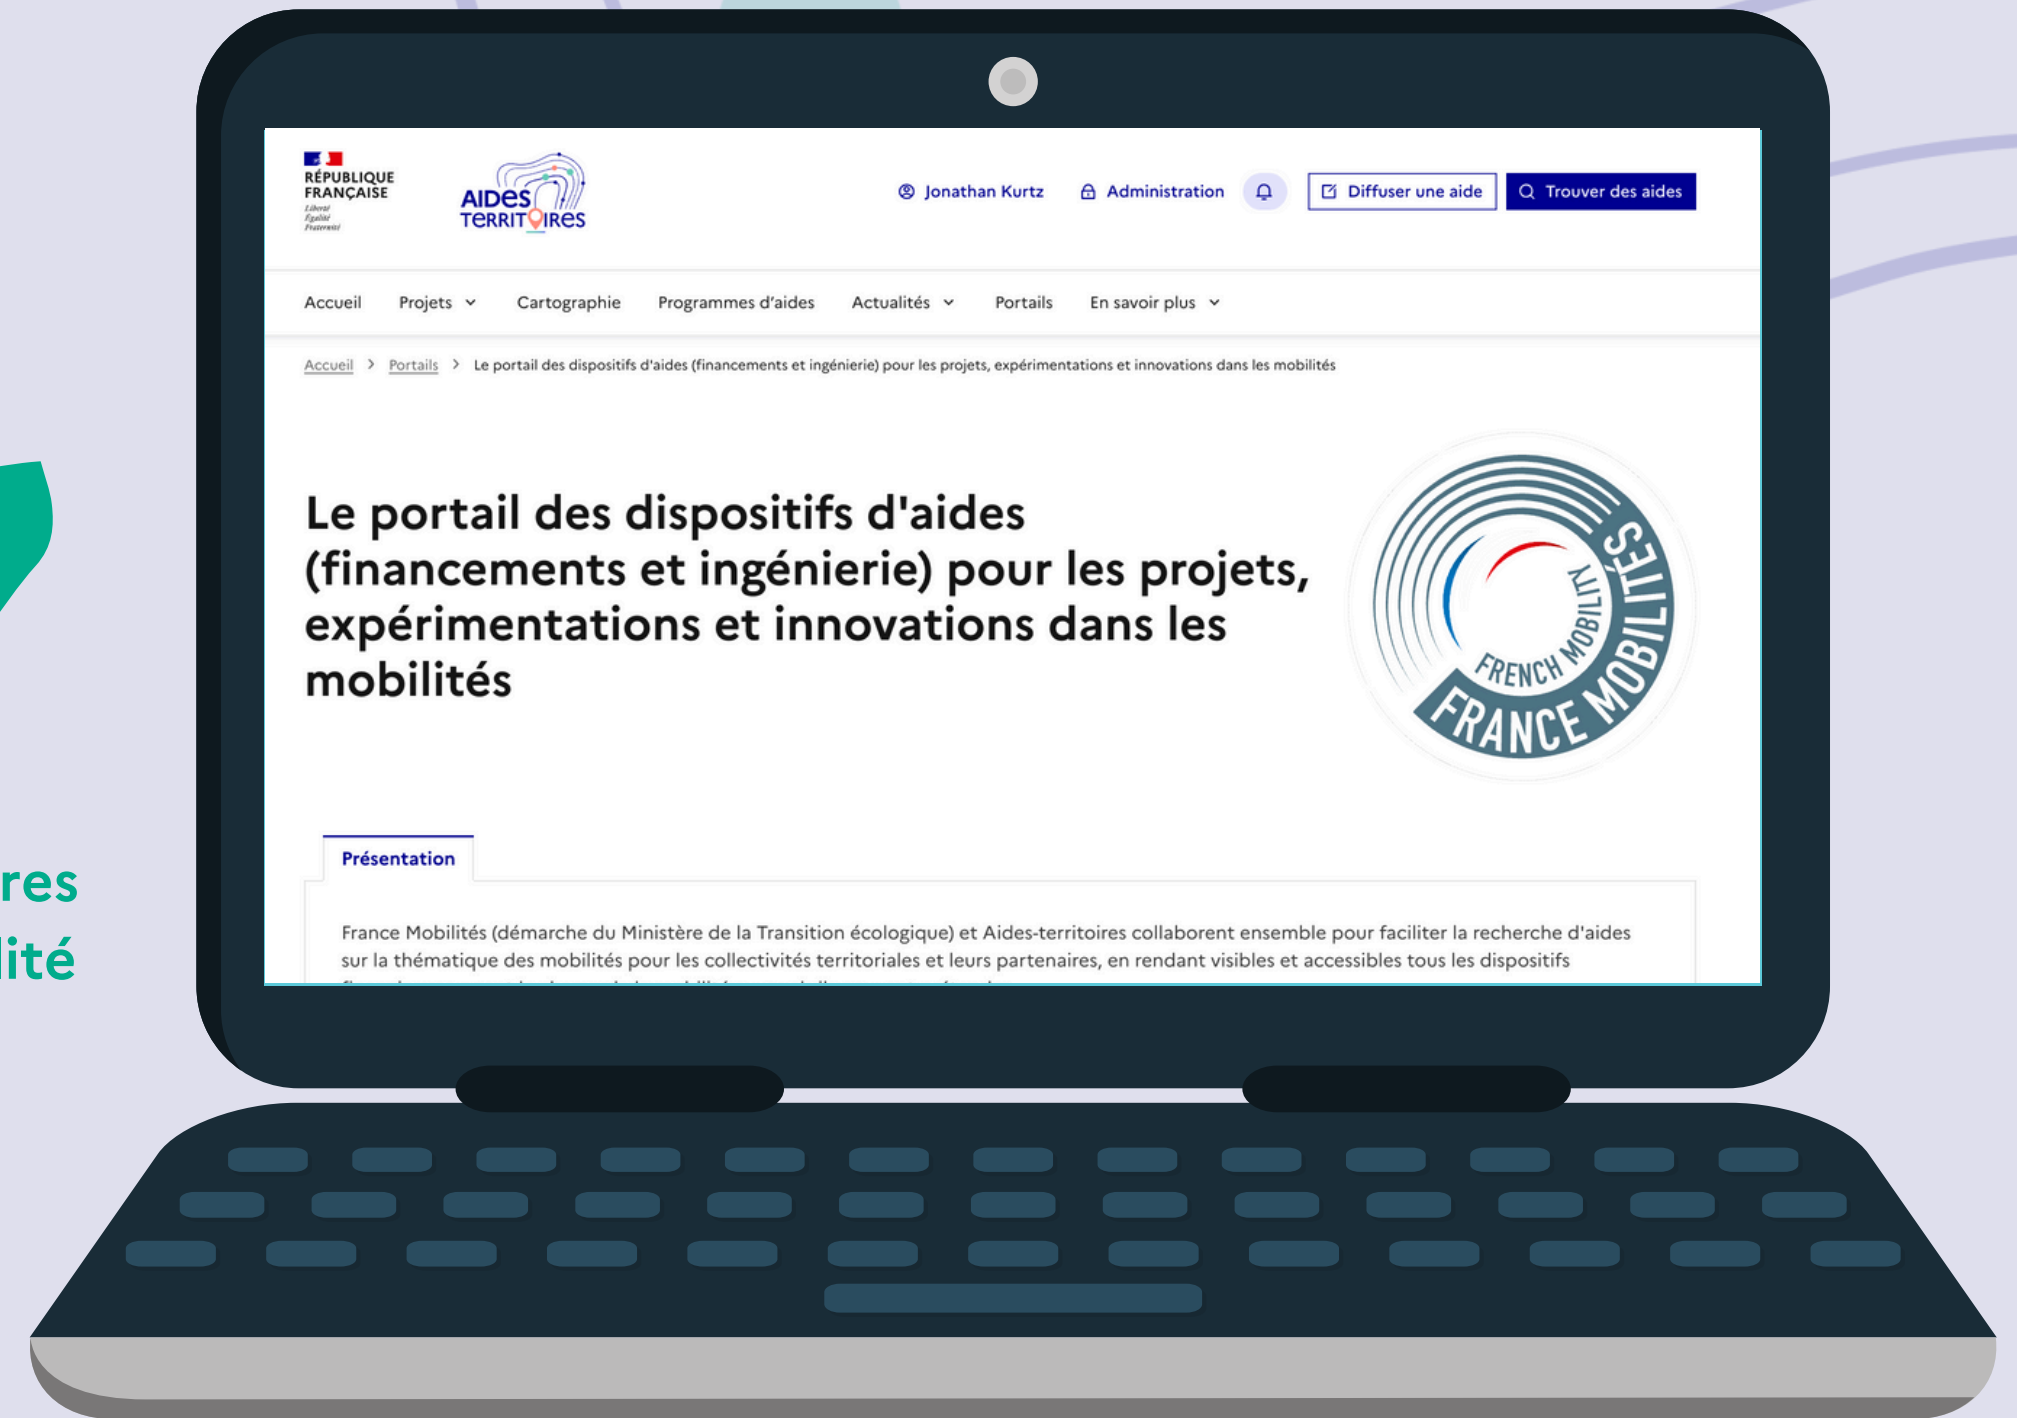 RÉPUBLIQUE
FRANÇAISE
Liberté
Égalité
Fraternité
AIDES
TERRITOIRES
Jonathan Kurtz
Administration
Diffuser une aide
Trouver des aides
Accueil
Projets
Cartographie
Programmes d'aides
Actualités
Portails
En savoir plus
Accueil > Portails > Le portail des dispositifs d'aides (financements et ingénierie) pour les projets, expérimentations et innovations dans les mobilités
Le portail des dispositifs d'aides
(financements et ingénierie) pour les projets,
expérimentations et innovations dans les
mobilités
FRENCH MOBILITY
FRANCE MOBILITÉS
Présentation
France Mobilités (démarche du Ministère de la Transition écologique) et Aides-territoires collaborent ensemble pour faciliter la recherche d'aides
sur la thématique des mobilités pour les collectivités territoriales et leurs partenaires, en rendant visibles et accessibles tous les dispositifs
res
lité